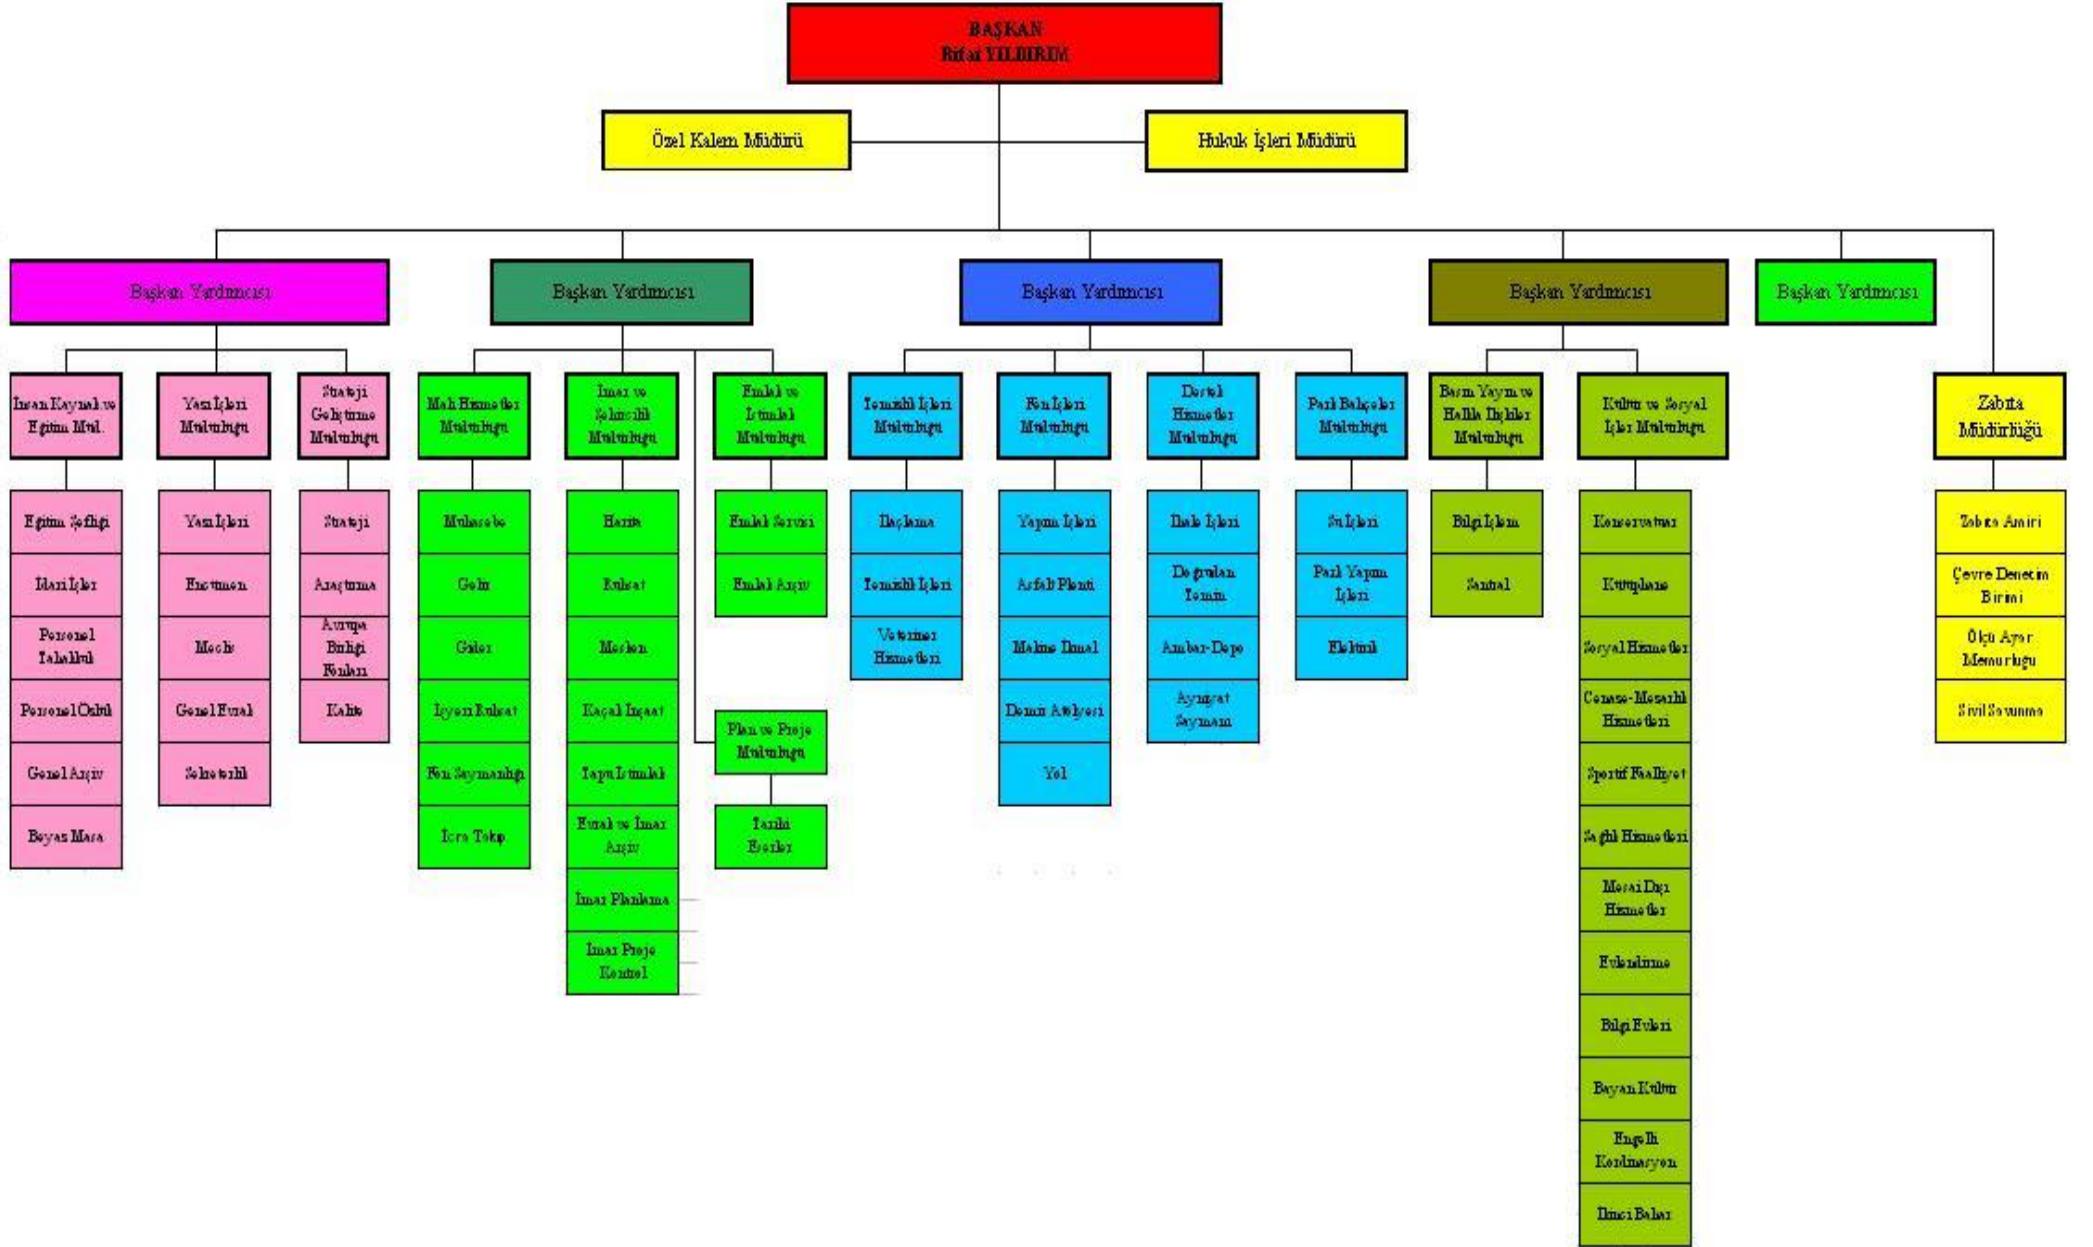 BAŞKAN
Rifat YILDIRIM
Özel Kalem Müdürü
Hukuk İşleri Müdürü
Başkan Yardımcısı
Başkan Yardımcısı
Başkan Yardımcısı
Başkan Yardımcısı
Başkan Yardımcısı
İnsan Kaynak ve
Eğitim Müd.
Yazı İşleri
Müdürlüğü
Strateji
Geliştirme
Müdürlüğü
Mali Hizmetler
Müdürlüğü
İmar ve
Şehircilik
Müdürlüğü
Emlak ve
İstimlak
Müdürlüğü
Temizlik İşleri
Müdürlüğü
Fen İşleri
Müdürlüğü
Destek
Hizmetler
Müdürlüğü
Park Bahçeler
Müdürlüğü
Basın Yayın ve
Halkla İlişkiler
Müdürlüğü
Kültür ve Sosyal
İşler Müdürlüğü
Zabıta
Müdürlüğü
Eğitim Şefliği
İdari İşler
Personel
Tahakkuk
Personel Özlük
Genel Arşiv
Beyaz Masa
Yazı İşleri
Encümen
Meclis
Genel Evrak
Sekreterlik
Strateji
Araştırma
Avrupa
Birliği
Fonları
Kalite
Muhasebe
Gelir
Gider
İşyeri Ruhsat
Fen Saymanlığı
İcra Takip
Harita
Ruhsat
Mesken
Kaçak İnşaat
Tapu İstimlak
Evrak ve İmar
Arşiv
İmar Planlama
İmar Proje
Kontrol
Emlak Servisi
Emlak Arşiv
Plan ve Proje
Müdürlüğü
Tarihi
Eserler
İlaçlama
Temizlik İşleri
Veteriner
Hizmetleri
Yapım İşleri
Asfalt Plenti
Makine İkmal
Demir Atölyesi
Yol
İhale İşleri
Doğrudan
Temin
Ambar-Depo
Ayniyat
Saymanı
Su İşleri
Park Yapım
İşleri
Elektirik
Bilgi İşlem
Santral
Konservatuar
Kütüphane
Sosyal Hizmetler
Cenaze-Mezarlık
Hizmetleri
Sportif Faaliyet
Sağlık Hizmetleri
Mesai Dışı
Hizmetler
Evlendirme
Bilgi Evleri
Bayan Kültür
Engelli
Kordinasyon
İkinci Bahar
Zabıta Amiri
Çevre Denetim
Birimi
Ölçü Ayar
Memurluğu
Sivil Savunma